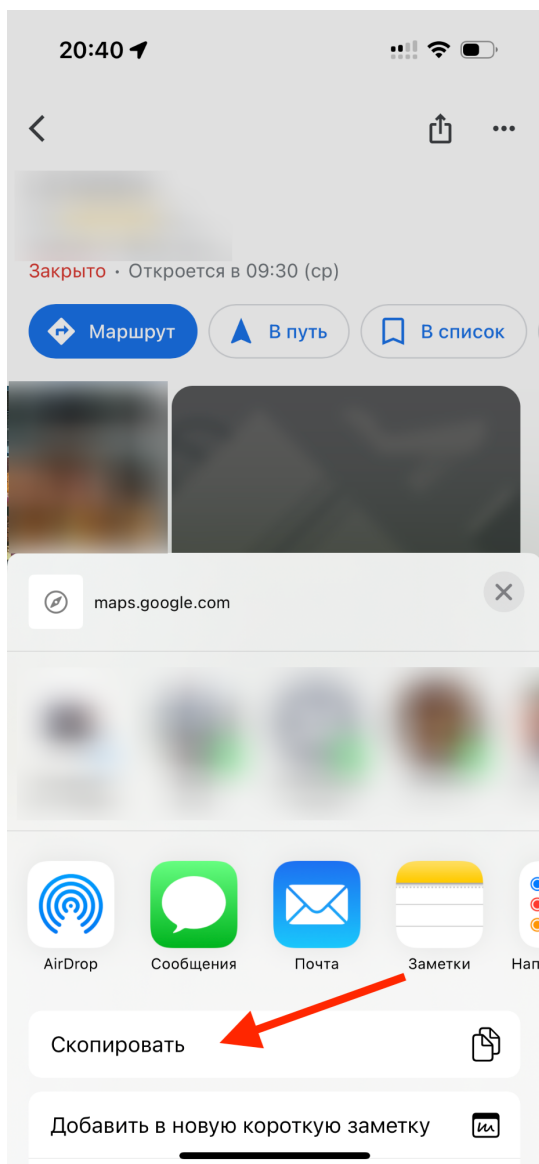 20:40
Закрыто · Откроется в 09:30 (ср)
Маршрут
В путь
В список
maps.google.com
AirDrop
Сообщения
Почта
Заметки
Нап
Скопировать
Добавить в новую короткую заметку